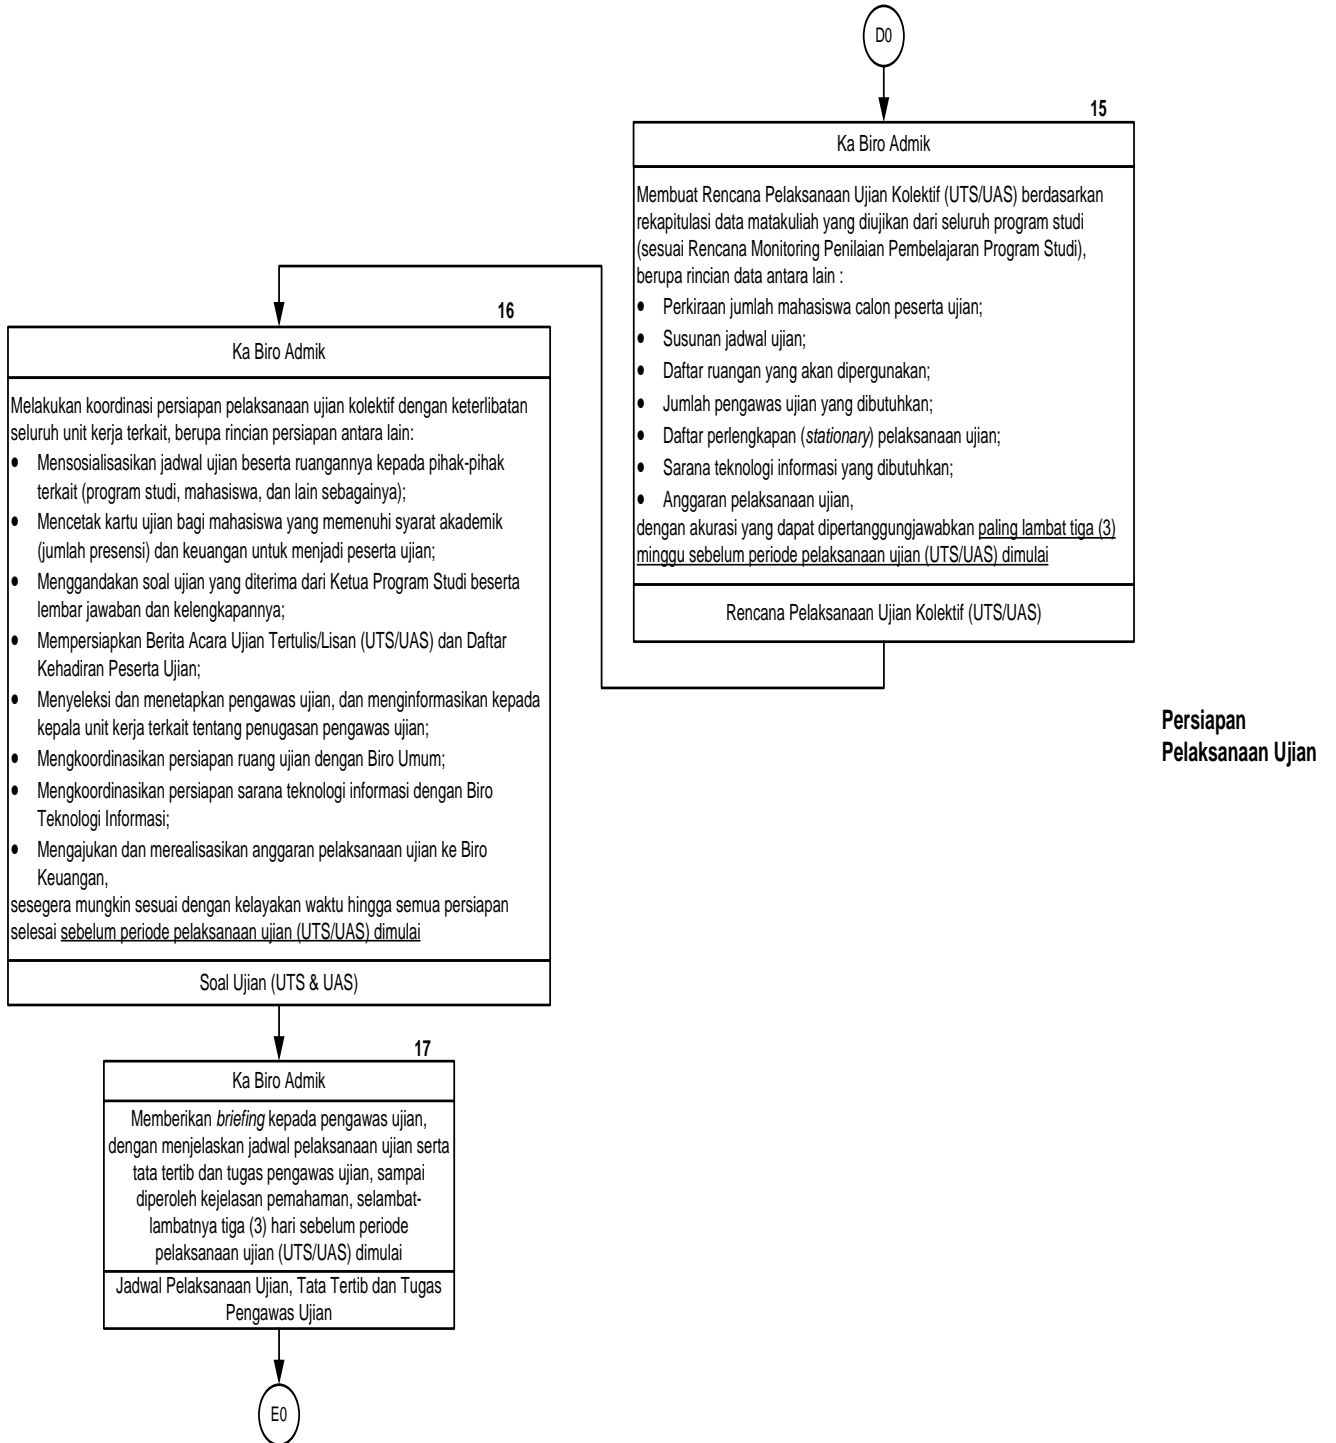 D0
15
Ka Biro Admik
Membuat Rencana Pelaksanaan Ujian Kolektif (UTS/UAS) berdasarkan
rekapitulasi data matakuliah yang diujikan dari seluruh program studi
(sesuai Rencana Monitoring Penilaian Pembelajaran Program Studi),
berupa rincian data antara lain :
• Perkiraan jumlah mahasiswa calon peserta ujian;
• Susunan jadwal ujian;
• Daftar ruangan yang akan dipergunakan;
• Jumlah pengawas ujian yang dibutuhkan;
• Daftar perlengkapan (stationary) pelaksanaan ujian;
• Sarana teknologi informasi yang dibutuhkan;
• Anggaran pelaksanaan ujian,
dengan akurasi yang dapat dipertanggungjawabkan paling lambat tiga (3)
minggu sebelum periode pelaksanaan ujian (UTS/UAS) dimulai
Rencana Pelaksanaan Ujian Kolektif (UTS/UAS)
16
Ka Biro Admik
Melakukan koordinasi persiapan pelaksanaan ujian kolektif dengan keterlibatan
seluruh unit kerja terkait, berupa rincian persiapan antara lain:
• Mensosialisasikan jadwal ujian beserta ruangannya kepada pihak-pihak
terkait (program studi, mahasiswa, dan lain sebagainya);
• Mencetak kartu ujian bagi mahasiswa yang memenuhi syarat akademik
(jumlah presensi) dan keuangan untuk menjadi peserta ujian;
• Menggandakan soal ujian yang diterima dari Ketua Program Studi beserta
lembar jawaban dan kelengkapannya;
• Mempersiapkan Berita Acara Ujian Tertulis/Lisan (UTS/UAS) dan Daftar
Kehadiran Peserta Ujian;
• Menyeleksi dan menetapkan pengawas ujian, dan menginformasikan kepada
kepala unit kerja terkait tentang penugasan pengawas ujian;
• Mengkoordinasikan persiapan ruang ujian dengan Biro Umum;
• Mengkoordinasikan persiapan sarana teknologi informasi dengan Biro
Teknologi Informasi;
• Mengajukan dan merealisasikan anggaran pelaksanaan ujian ke Biro
Keuangan,
sesegera mungkin sesuai dengan kelayakan waktu hingga semua persiapan
selesai sebelum periode pelaksanaan ujian (UTS/UAS) dimulai
Soal Ujian (UTS & UAS)
Persiapan
Pelaksanaan Ujian
17
Ka Biro Admik
Memberikan briefing kepada pengawas ujian,
dengan menjelaskan jadwal pelaksanaan ujian serta
tata tertib dan tugas pengawas ujian, sampai
diperoleh kejelasan pemahaman, selambat-
lambatnya tiga (3) hari sebelum periode
pelaksanaan ujian (UTS/UAS) dimulai
Jadwal Pelaksanaan Ujian, Tata Tertib dan Tugas
Pengawas Ujian
E0